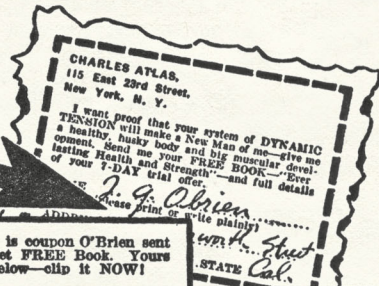 CHARLES ATLAS,
115 East 23rd Street,
New York, N. Y.
I want proof that your system of DYNAMIC
TENSION will make a New Man of me—give me
a healthy, husky body and big muscular devel-
opment. Send me your FREE BOOK—"Ever-
lasting Health and Strength"—and full details
of your 7-DAY trial offer.
J. G. Obrien
(Please print or write plainly)
worth Street
STATE Cal.
is coupon O'Brien sent
et FREE Book. Yours
elow—clip it NOW!